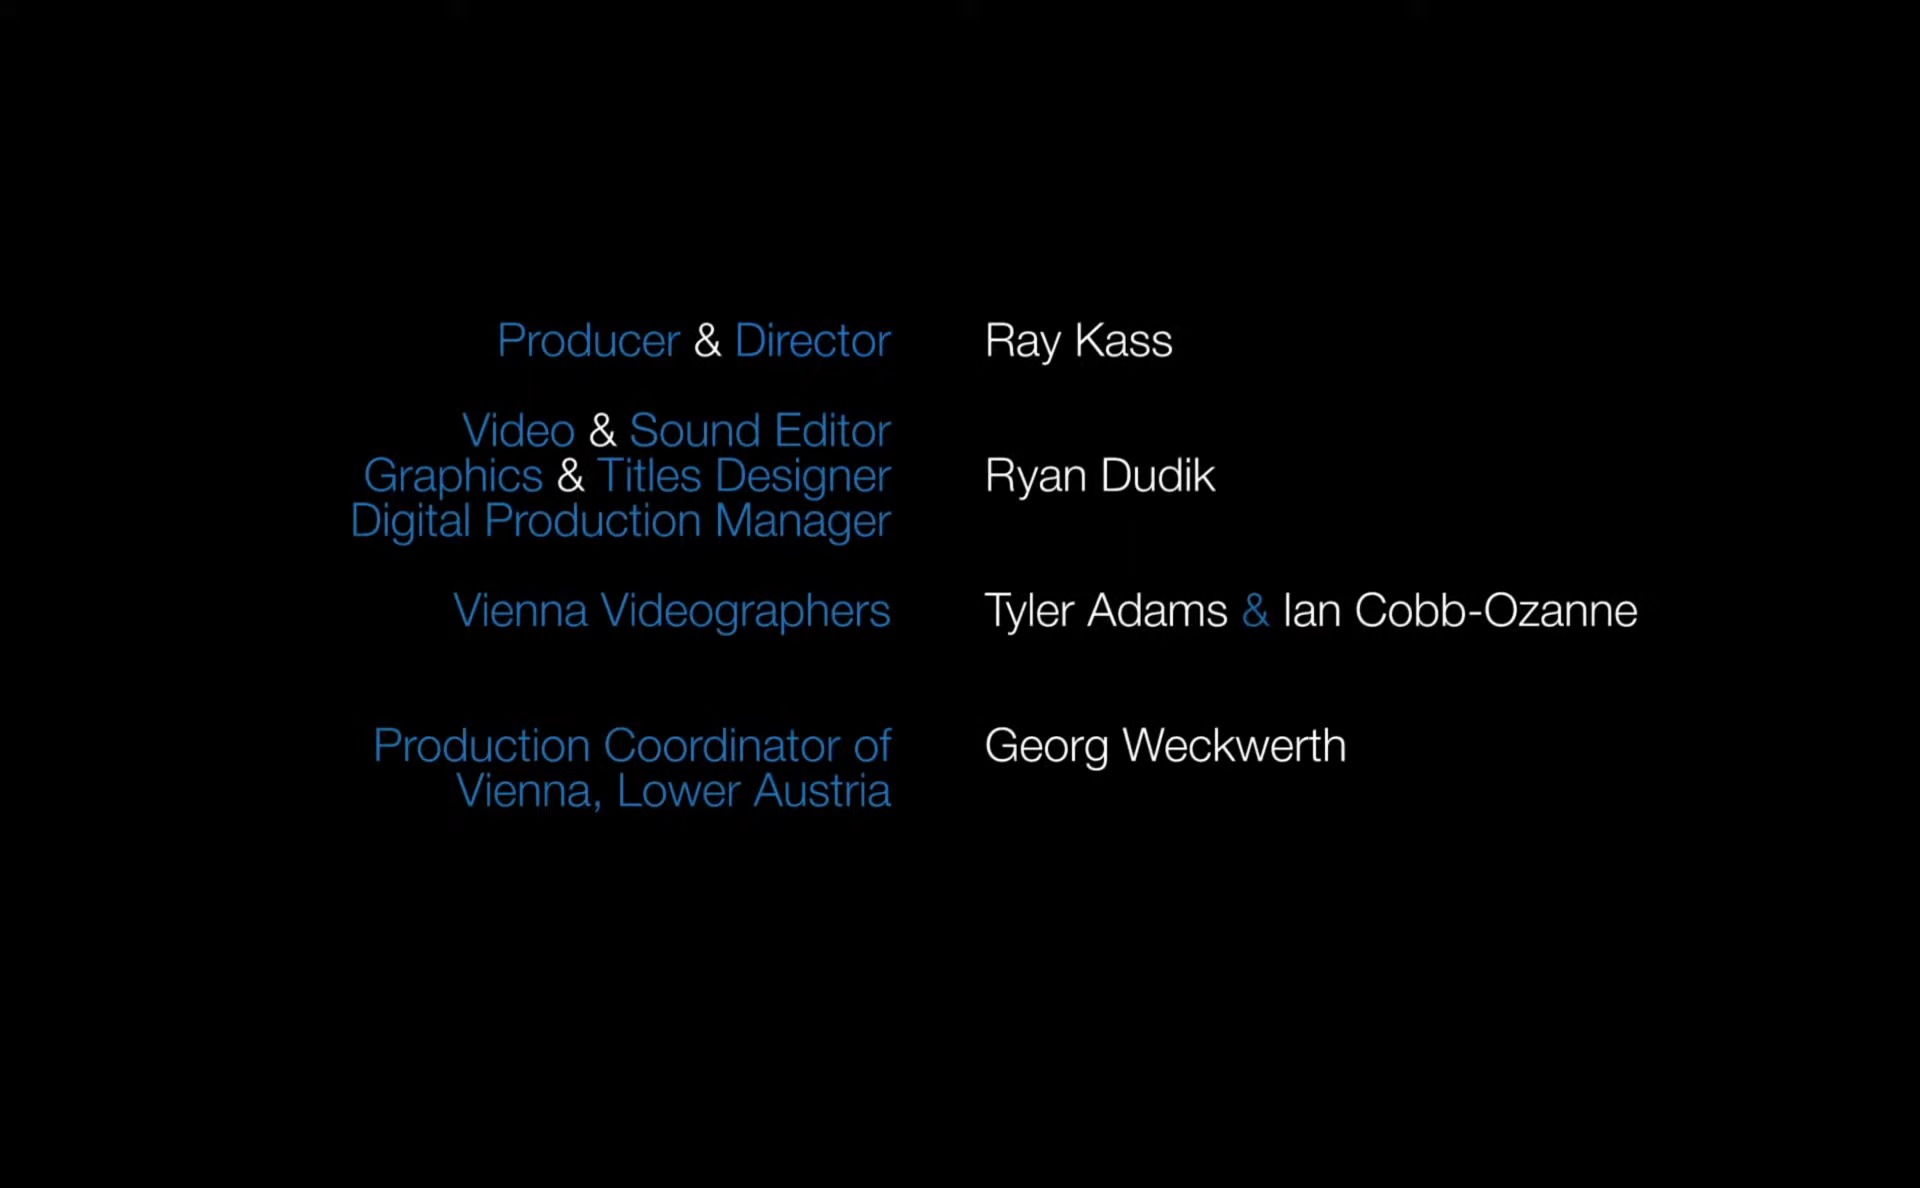 Producer & Director Ray Kass
Video & Sound Editor
Graphics & Titles Designer Ryan Dudik
Digital Production Manager
Vienna Videographers Tyler Adams & Ian Cobb-Ozanne
Production Coordinator of Georg Weckwerth
Vienna, Lower Austria